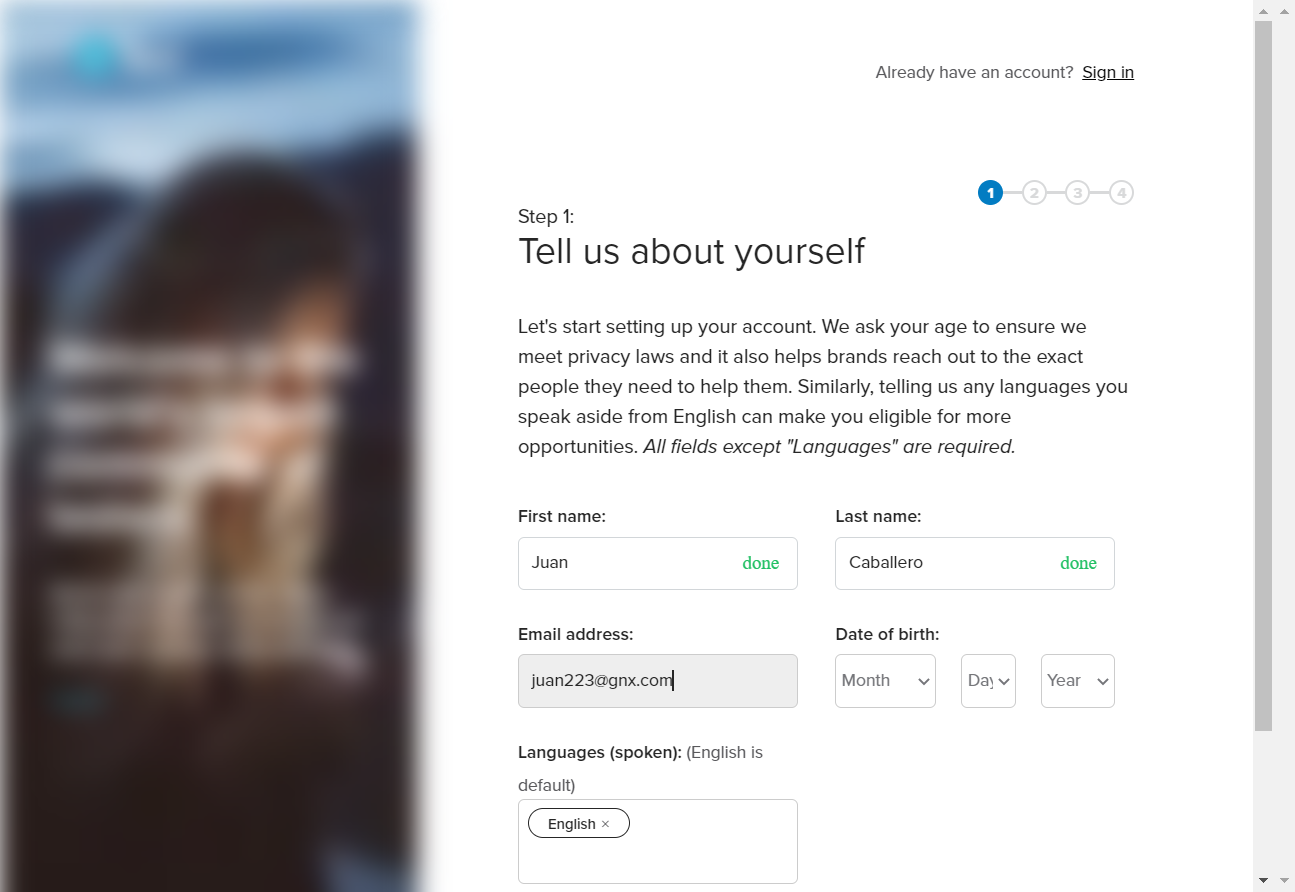 Already have an account? Sign in
1 2 3 4
Step 1:
Tell us about yourself
Let's start setting up your account. We ask your age to ensure we
meet privacy laws and it also helps brands reach out to the exact
people they need to help them. Similarly, telling us any languages you
speak aside from English can make you eligible for more
opportunities. All fields except "Languages" are required.
First name: Last name:
Juan done Caballero done
Email address: Date of birth:
juan223@gnx.com Month Day Year
Languages (spoken): (English is
default)
English ×